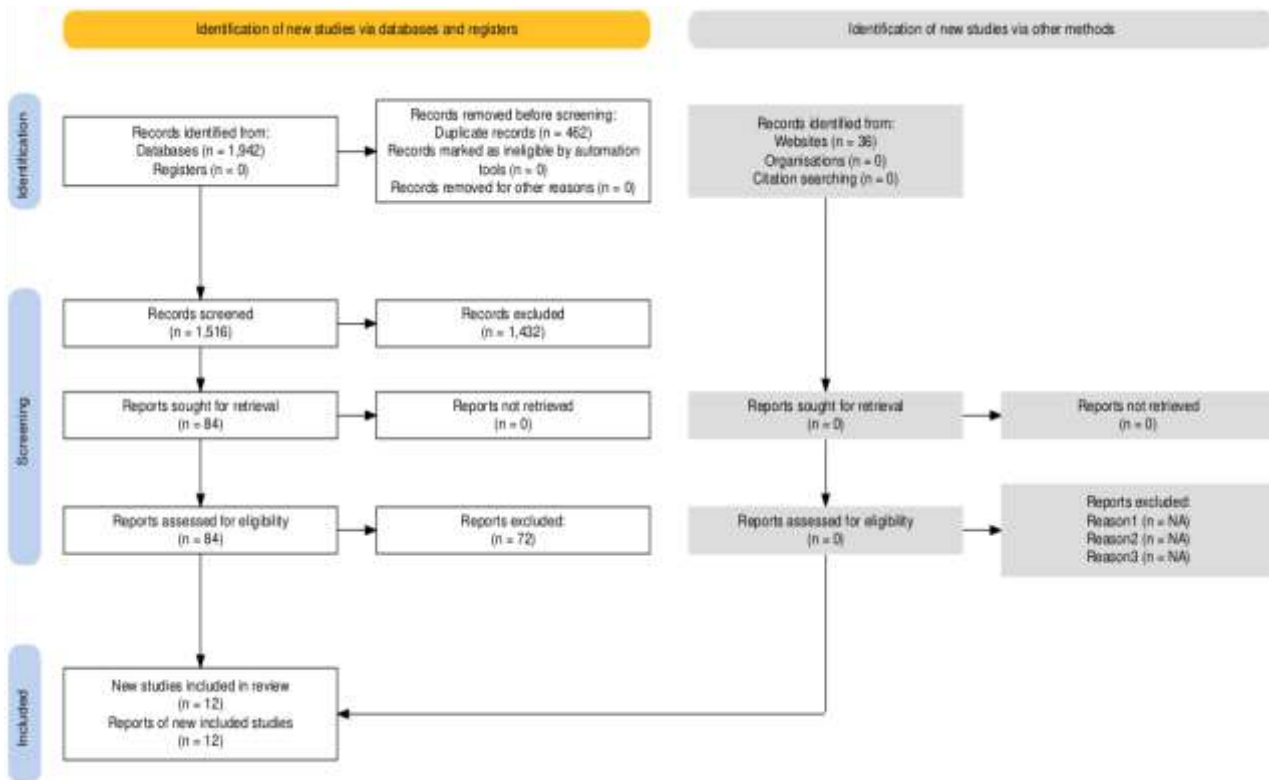 Identification of new studies via databases and registers
Identification of new studies via other methods
Identification
Records identified from:
Databases (n = 1,942)
Registers (n = 0)
Records removed before screening:
Duplicate records (n = 462)
Records marked as ineligible by automation
tools (n = 0)
Records removed for other reasons (n = 0)
Records identified from:
Websites (n = 36)
Organisations (n = 0)
Citation searching (n = 0)
Screening
Records screened
(n = 1,516)
Records excluded
(n = 1,432)
Reports sought for retrieval
(n = 84)
Reports not retrieved
(n = 0)
Reports sought for retrieval
(n = 0)
Reports not retrieved
(n = 0)
Reports assessed for eligibility
(n = 84)
Reports excluded:
(n = 72)
Reports assessed for eligibility
(n = 0)
Reports excluded:
Reason1 (n = NA)
Reason2 (n = NA)
Reason3 (n = NA)
Included
New studies included in review
(n = 12)
Reports of new included studies
(n = 12)